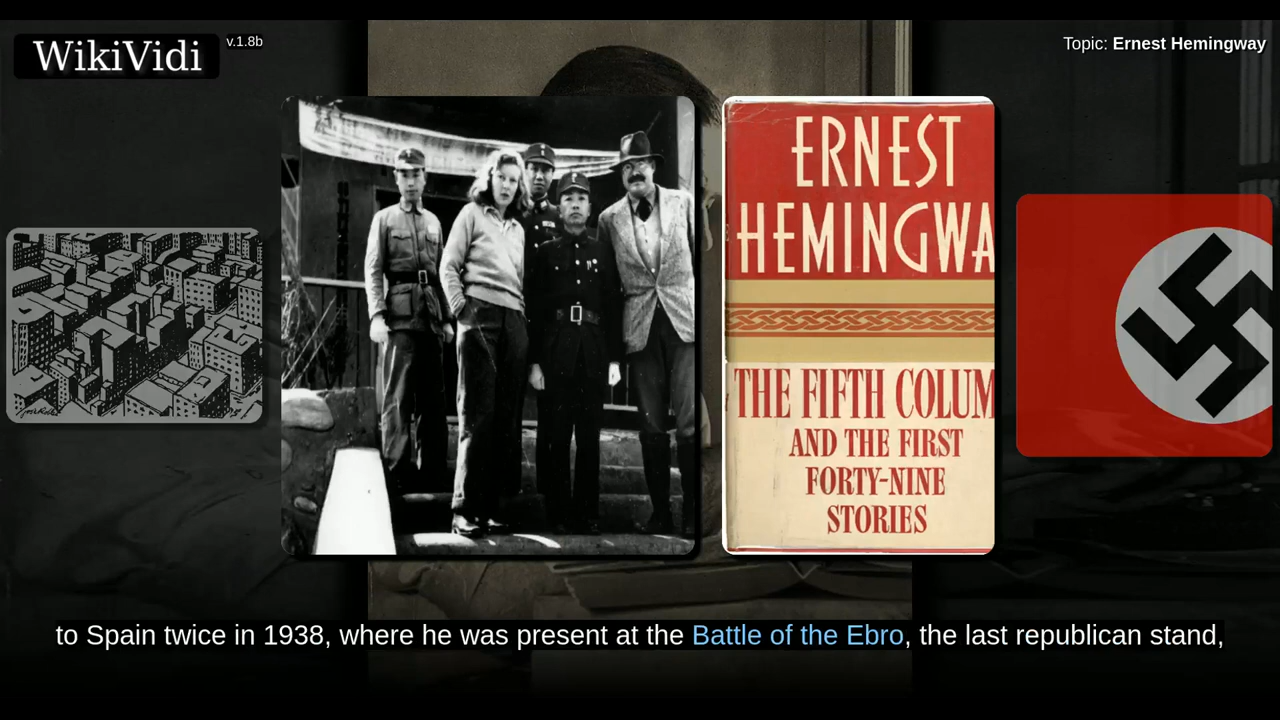 WikiVidi v.1.8b
Topic: Ernest Hemingway
ERNEST
HEMINGWA
THE FIFTH COLUM
AND THE FIRST
FORTY-NINE
STORIES
to Spain twice in 1938, where he was present at the Battle of the Ebro, the last republican stand,